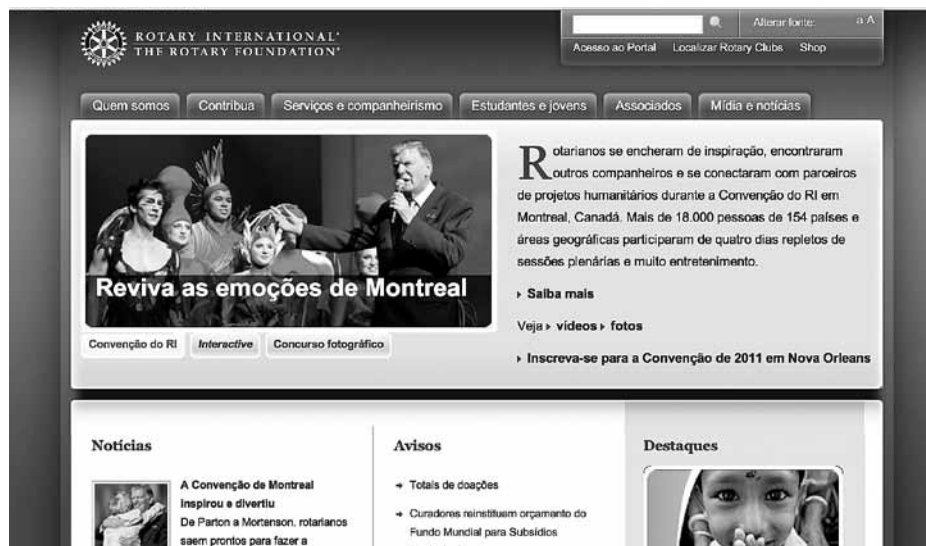 ROTARY INTERNATIONAL®
THE ROTARY FOUNDATION®
Alterar fonte: a A
Acesso ao Portal Localizar Rotary Clubs Shop
Quem somos Contribua Serviços e companheirismo Estudantes e jovens Associados Mídia e notícias
Reviva as emoções de Montreal
Convenção do RI Interactive Concurso fotográfico
Rotarianos se encheram de inspiração, encontraram
outros companheiros e se conectaram com parceiros
de projetos humanitários durante a Convenção do RI em
Montreal, Canadá. Mais de 18.000 pessoas de 154 países e
áreas geográficas participaram de quatro dias repletos de
sessões plenárias e muito entretenimento.
Saiba mais
Veja vídeos fotos
Inscreva-se para a Convenção de 2011 em Nova Orleans
Notícias
A Convenção de Montreal
inspirou e divertiu
De Parton a Mortenson, rotarianos
saem prontos para fazer a
Avisos
Totais de doações
Curadores reinstituem orçamento do
Fundo Mundial para Subsídios
Destaques